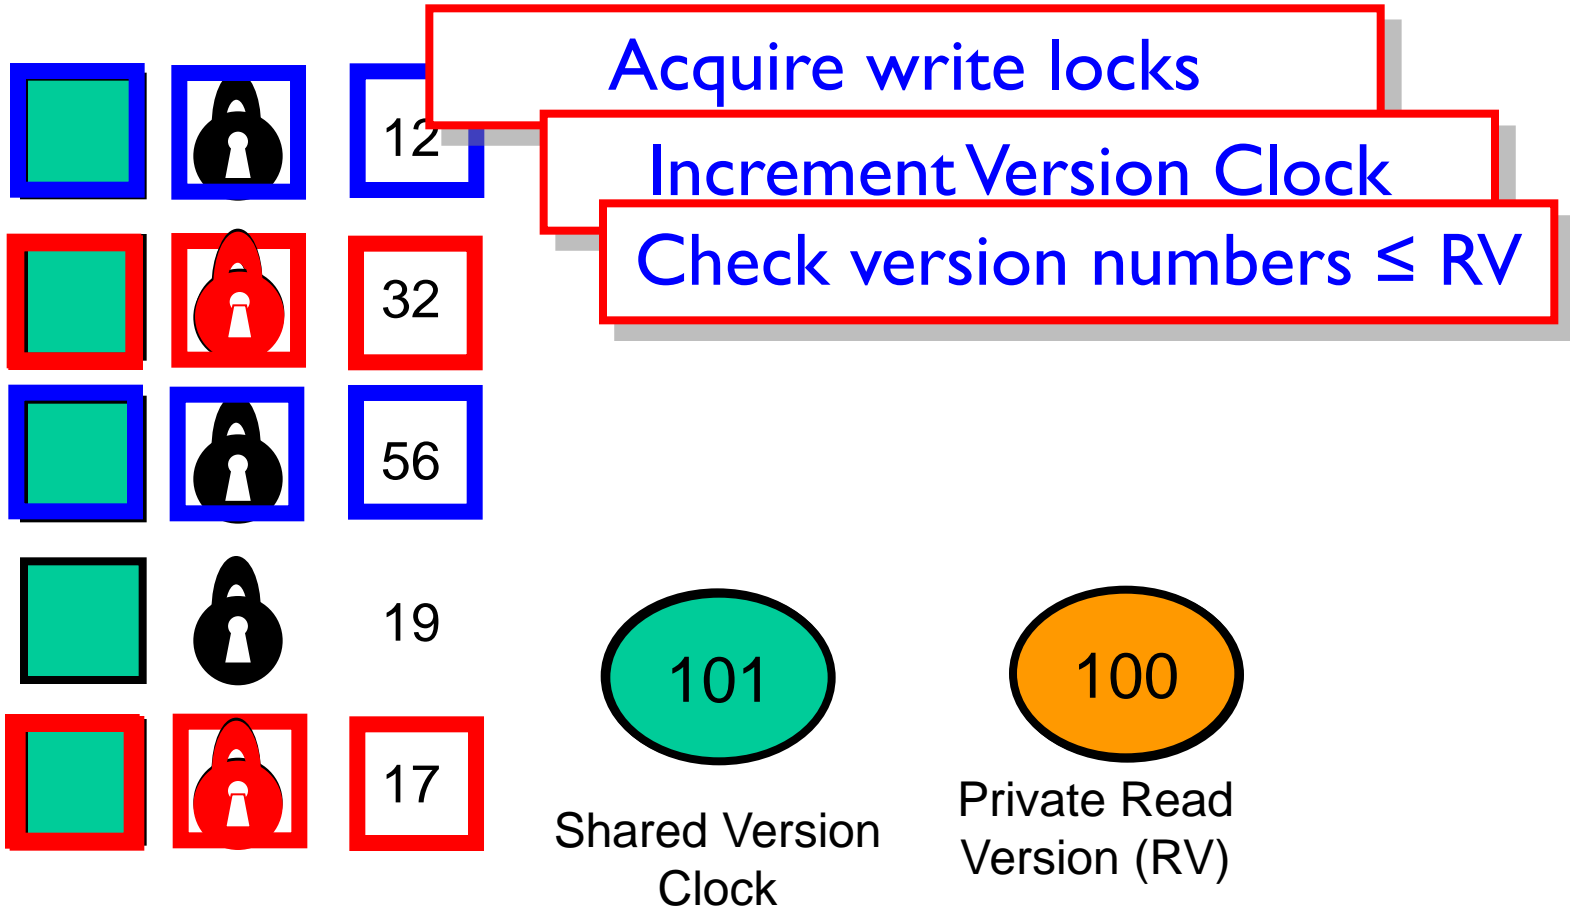 Acquire write locks
12
Increment Version Clock
Check version numbers ≤ RV
32
56
19
101
100
17
Private Read
Version (RV)
Shared Version
Clock